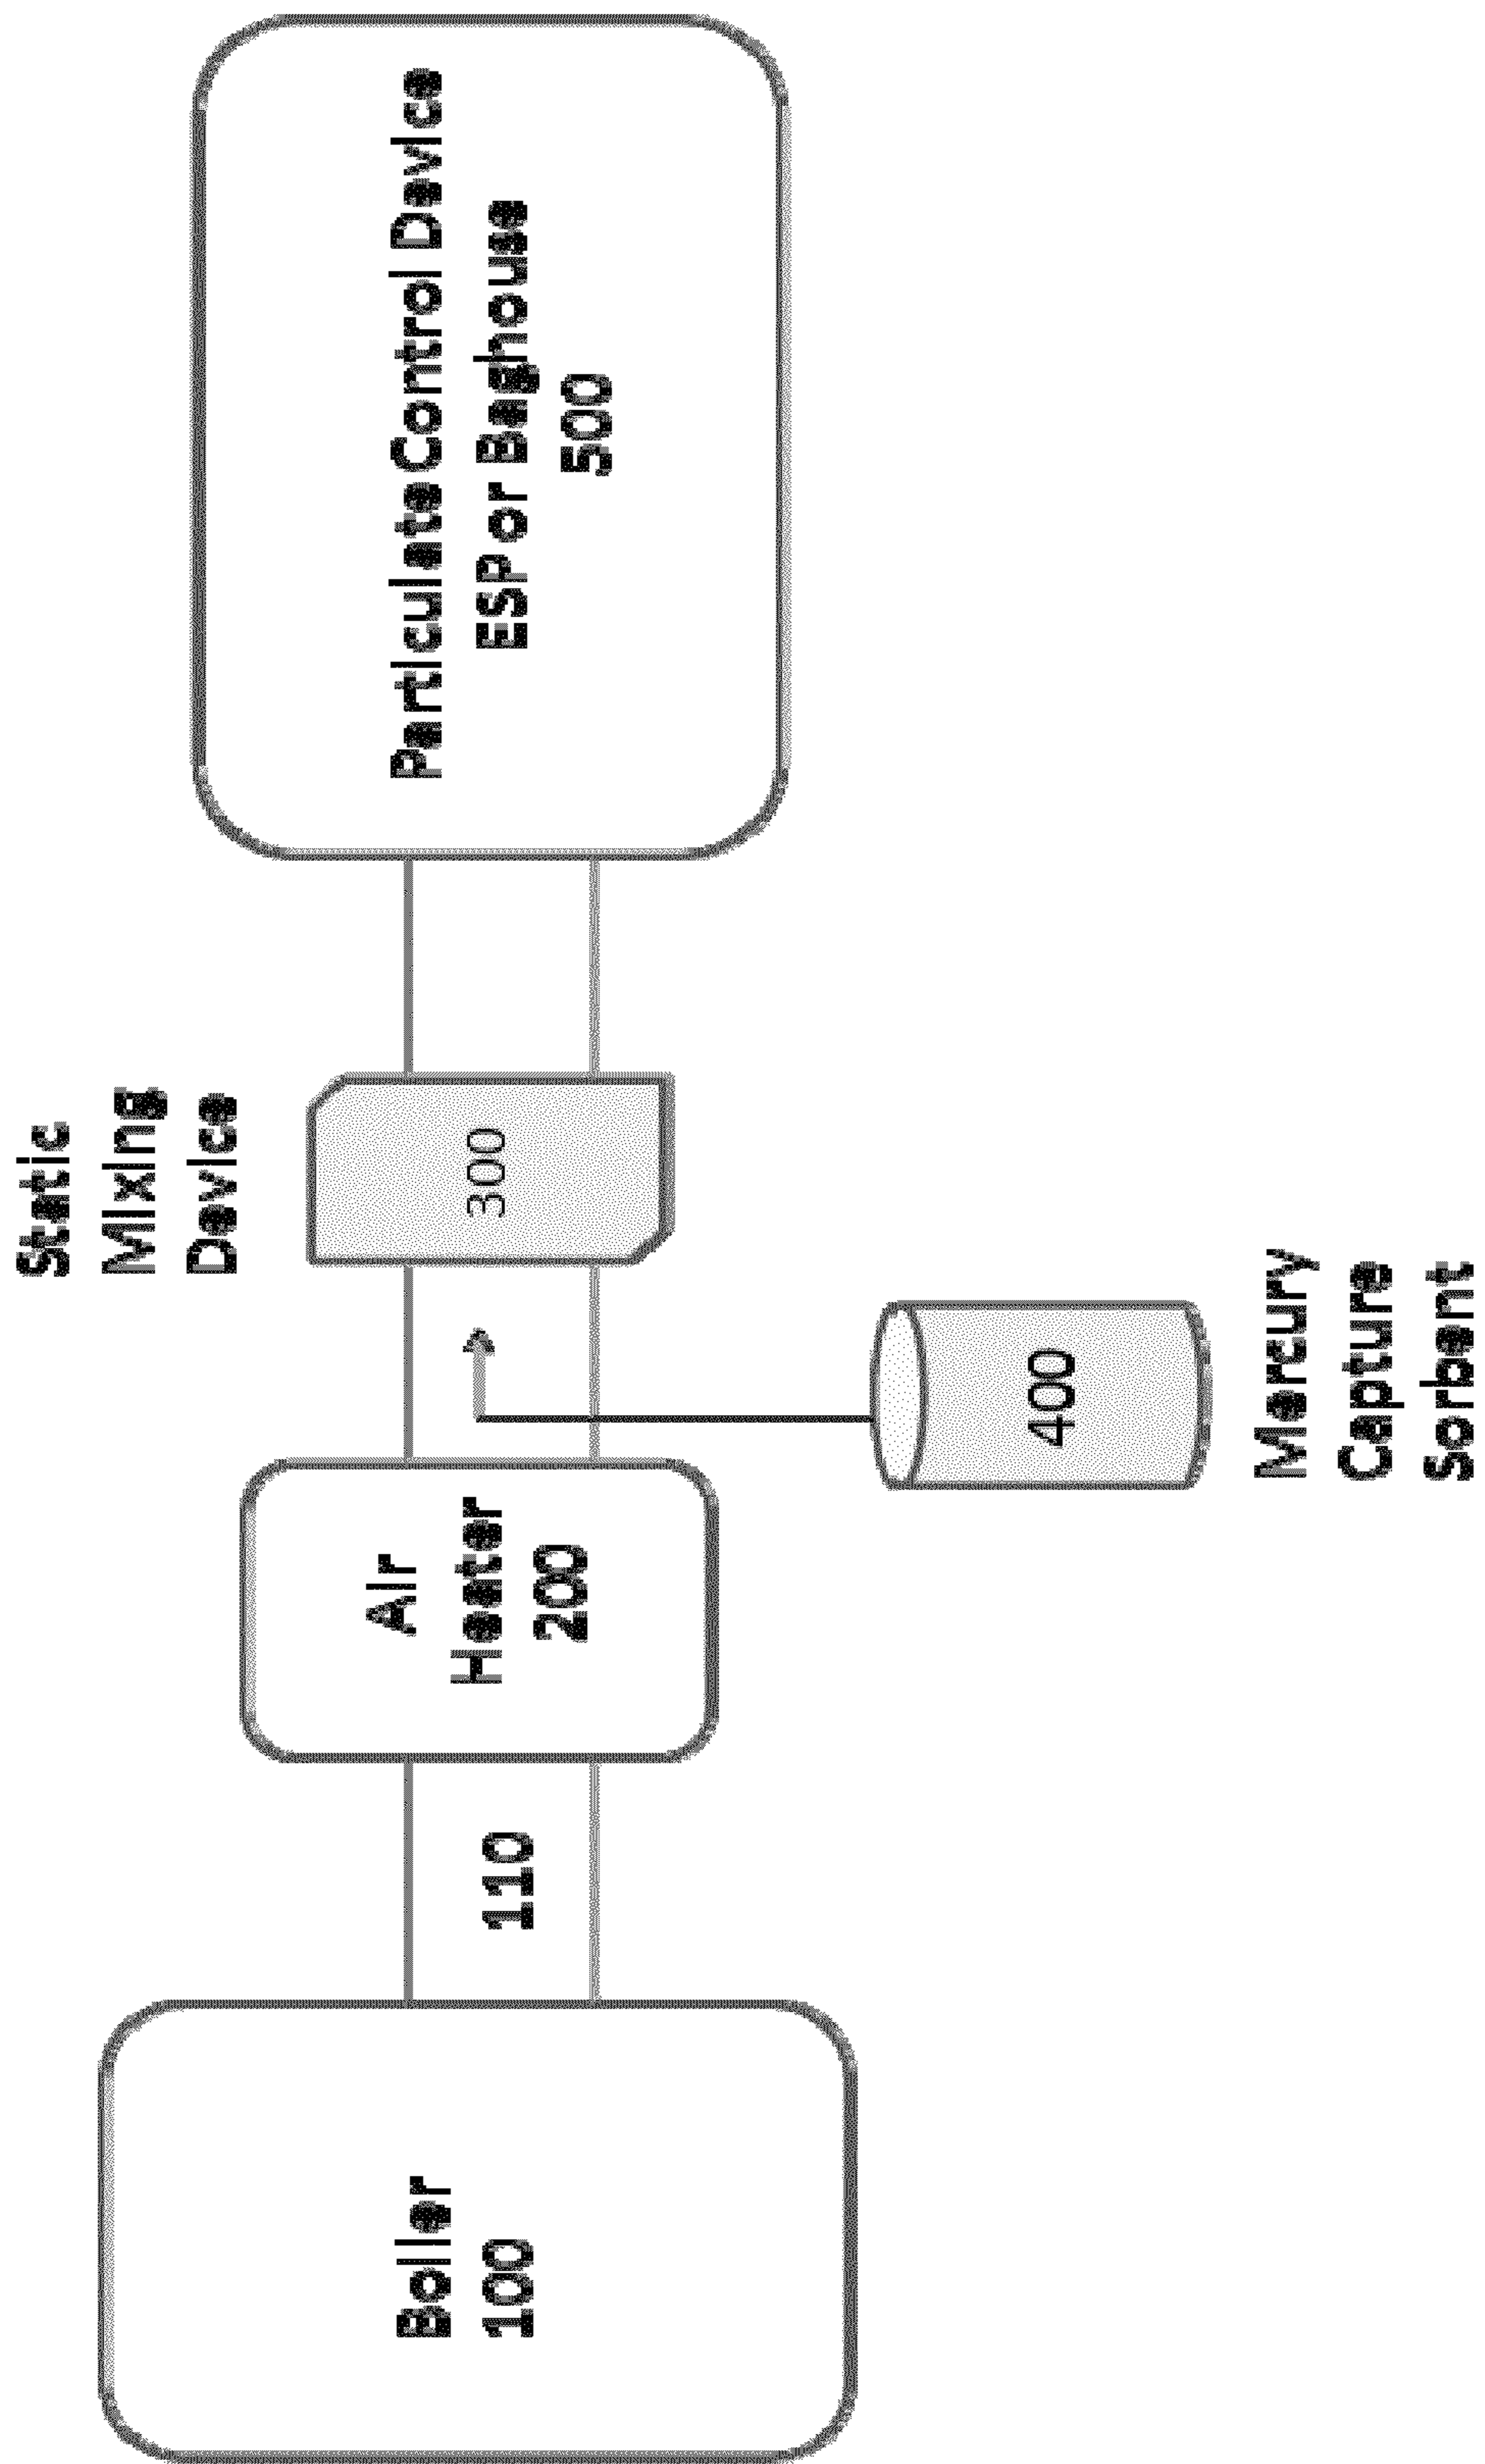 Boiler
100
110
Air
Heater
200
Static
Mixing
Device
300
400
Mercury
Capture
Sorbent
Particulate Control Device
ESP or Baghouse
500